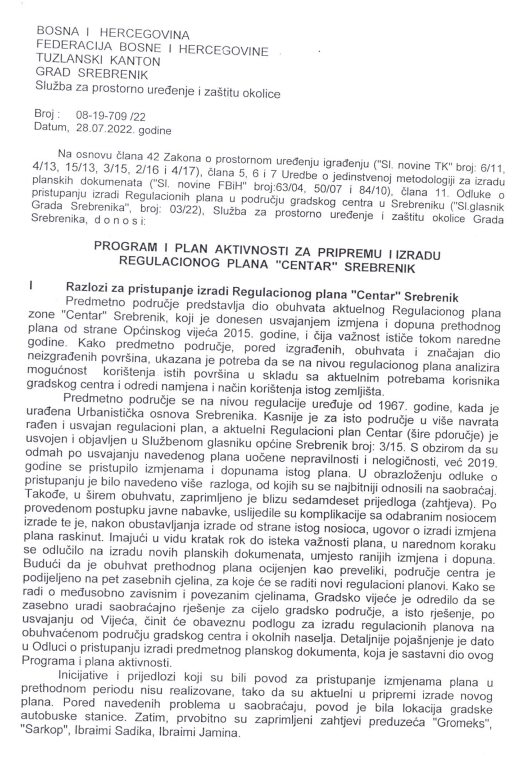 BOSNA I HERCEGOVINA
FEDERACIJA BOSNE I HERCEGOVINE
TUZLANSKI KANTON
GRAD SREBRENIK
Služba za prostorno uređenje i zaštitu okolice
Broj : 08-19-709 /22
Datum, 28.07.2022. godine
Na osnovu člana 42 Zakona o prostornom uređenju igrađenju ("Sl. novine TK" broj: 6/11,
4/13, 15/13, 3/15, 2/16 i 4/17), člana 5, 6 i 7 Uredbe o jedinstvenoj metodologiji za izradu
planskih dokumenata ("Sl. novine FBiH" broj:63/04, 50/07 i 84/10), člana 11. Odluke o
pristupanju izradi Regulacionih plana u području gradskog centra u Srebreniku ("Sl.glasnik
Grada Srebrenika", broj: 03/22), Služba za prostorno uređenje i zaštitu okolice Grada
Srebrenika, d o n o s i:
PROGRAM I PLAN AKTIVNOSTI ZA PRIPREMU I IZRADU
REGULACIONOG PLANA "CENTAR" SREBRENIK
I Razlozi za pristupanje izradi Regulacionog plana "Centar" Srebrenik
Predmetno područje predstavlja dio obuhvata aktuelnog Regulacionog plana
zone "Centar" Srebrenik, koji je donesen usvajanjem izmjena i dopuna prethodnog
plana od strane Općinskog vijeća 2015. godine, i čija važnost ističe tokom naredne
godine. Kako predmetno područje, pored izgrađenih, obuhvata i značajan dio
neizgrađenih površina, ukazana je potreba da se na nivou regulacionog plana analizira
mogućnost korištenja istih površina u skladu sa aktuelnim potrebama korisnika
gradskog centra i odredi namjena i način korištenja istog zemljišta.
Predmetno područje se na nivou regulacije uređuje od 1967. godine, kada je
urađena Urbanistička osnova Srebrenika. Kasnije je za isto područje u više navrata
rađen i usvajan regulacioni plan, a aktuelni Regulacioni plan Centar (šire pdoručje) je
usvojen i objavljen u Službenom glasniku općine Srebrenik broj: 3/15. S obzirom da su
odmah po usvajanju navedenog plana uočene nepravilnosti i nelogičnosti, već 2019.
godine se pristupilo izmjenama i dopunama istog plana. U obrazloženju odluke o
pristupanju je bilo navedeno više razloga, od kojih su se najbitniji odnosili na saobraćaj.
Takođe, u širem obuhvatu, zaprimljeno je blizu sedamdeset prijedloga (zahtjeva). Po
provedenom postupku javne nabavke, uslijedile su komplikacije sa odabranim nosiocem
izrade te je, nakon obustavljanja izrade od strane istog nosioca, ugovor o izradi izmjena
plana raskinut. Imajući u vidu kratak rok do isteka važnosti plana, u narednom koraku
se odlučilo na izradu novih planskih dokumenata, umjesto ranijih izmjena i dopuna.
Budući da je obuhvat prethodnog plana ocijenjen kao preveliki, područje centra je
podijeljeno na pet zasebnih cjelina, za koje će se raditi novi regulacioni planovi. Kako se
radi o međusobno zavisnim i povezanim cjelinama, Gradsko vijeće je odredilo da se
zasebno uradi saobraćajno rješenje za cijelo gradsko područje, a isto rješenje, po
usvajanju od Vijeća, činit će obaveznu podlogu za izradu regulacionih planova na
obuhvaćenom području gradskog centra i okolnih naselja. Detaljnije pojašnjenje je dato
u Odluci o pristupanju izradi predmetnog planskog dokumenta, koja je sastavni dio ovog
Programa i plana aktivnosti.
Inicijative i prijedlozi koji su bili povod za pristupanje izmjenama plana u
prethodnom periodu nisu realizovane, tako da su aktuelni u pripremi izrade novog
plana. Pored navedenih problema u saobraćaju, povod je bila lokacija gradske
autobuske stanice. Zatim, prvobitno su zaprimljeni zahtjevi preduzeća "Gromeks",
"Sarkop", Ibraimi Sadika, Ibraimi Jamina.